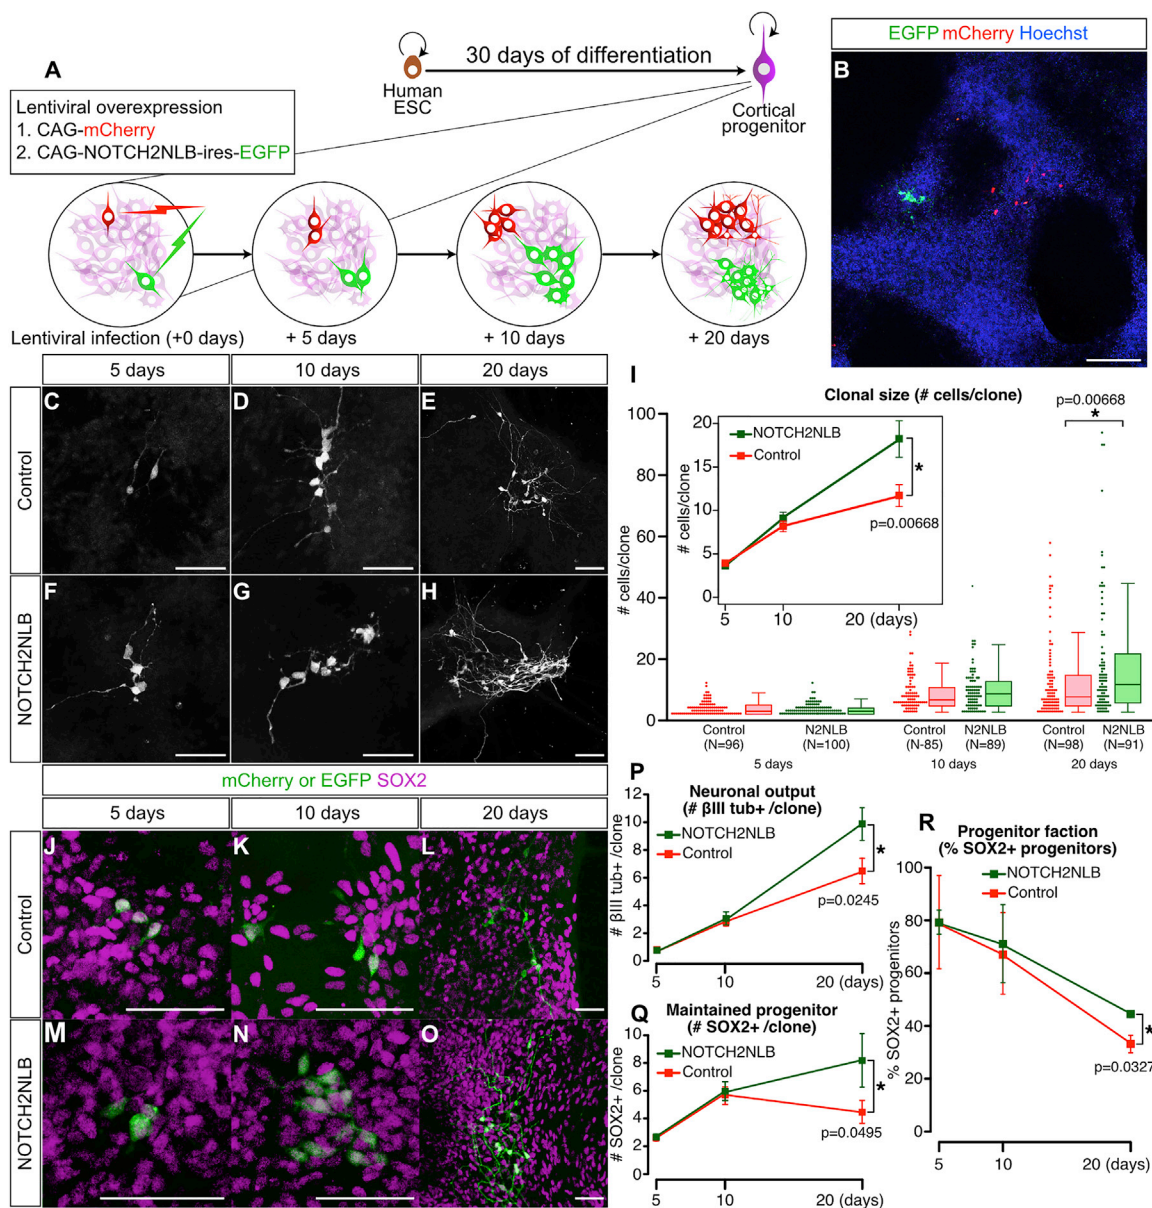 A
Human
ESC
30 days of differentiation
Cortical
progenitor
Lentiviral overexpression
1. CAG-mCherry
2. CAG-NOTCH2NLB-ires-EGFP
Lentiviral infection (+0 days)
+ 5 days
+ 10 days
+ 20 days
EGFP mCherry Hoechst
B
5 days
10 days
20 days
Control
C
D
E
NOTCH2NLB
F
G
H
I
Clonal size (# cells/clone)
p=0.00668
*
# cells/clone
100
80
60
40
20
0
# cells/clone
20
15
10
5
0
NOTCH2NLB
Control
*
p=0.00668
5
10
20 (days)
Control
(N=96)
N2NLB
(N=100)
Control
(N-85)
N2NLB
(N=89)
Control
(N=98)
N2NLB
(N=91)
5 days
10 days
20 days
mCherry or EGFP SOX2
5 days
10 days
20 days
Control
J
K
L
NOTCH2NLB
M
N
O
P
Neuronal output
(# βIII tub+ /clone)
# βIII tub+ /clone
12
10
8
6
4
2
0
NOTCH2NLB
Control
*
p=0.0245
5
10
20 (days)
Q
Maintained progenitor
(# SOX2+ /clone)
# SOX2+ /clone
10
8
6
4
2
0
NOTCH2NLB
Control
*
p=0.0495
5
10
20 (days)
R
Progenitor faction
(% SOX2+ progenitors)
% SOX2+ progenitors
100
80
60
40
20
0
NOTCH2NLB
Control
*
p=0.0327
5
10
20 (days)